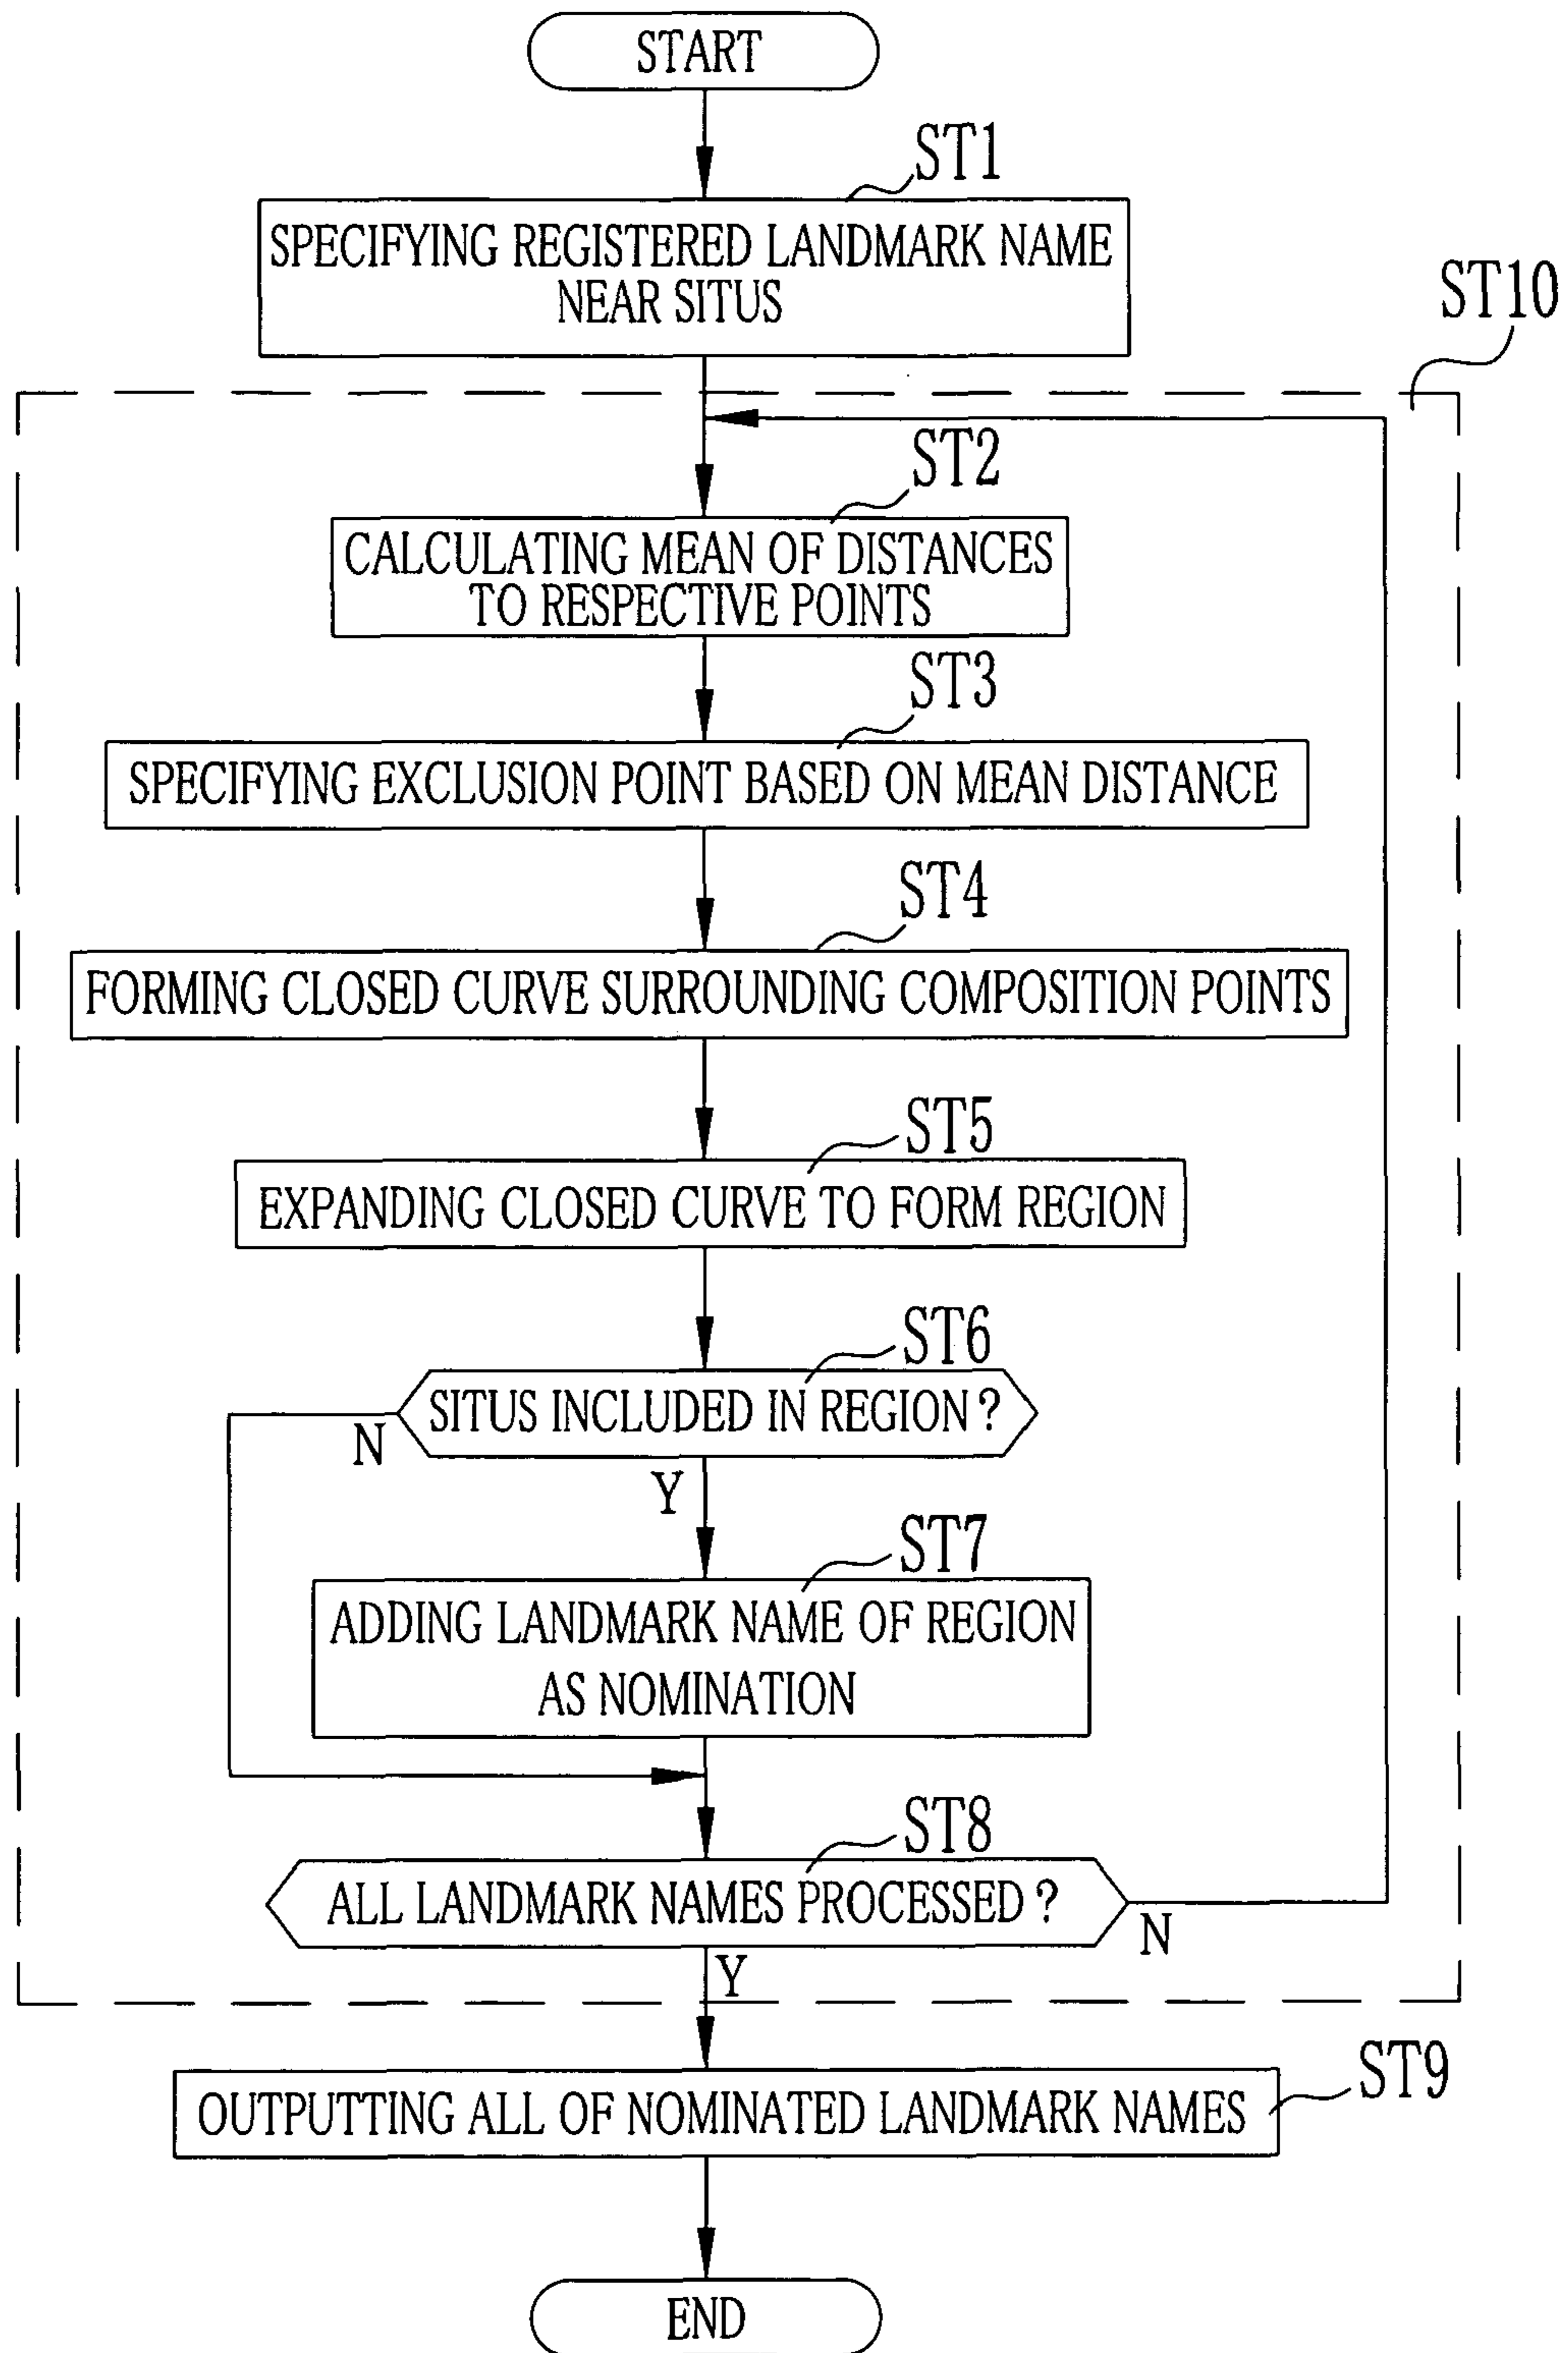 START
ST1
SPECIFYING REGISTERED LANDMARK NAME
NEAR SITUS
ST10
ST2
CALCULATING MEAN OF DISTANCES
TO RESPECTIVE POINTS
ST3
SPECIFYING EXCLUSION POINT BASED ON MEAN DISTANCE
ST4
FORMING CLOSED CURVE SURROUNDING COMPOSITION POINTS
ST5
EXPANDING CLOSED CURVE TO FORM REGION
ST6
SITUS INCLUDED IN REGION ?
N
Y
ST7
ADDING LANDMARK NAME OF REGION
AS NOMINATION
ST8
ALL LANDMARK NAMES PROCESSED ?
N
Y
ST9
OUTPUTTING ALL OF NOMINATED LANDMARK NAMES
END